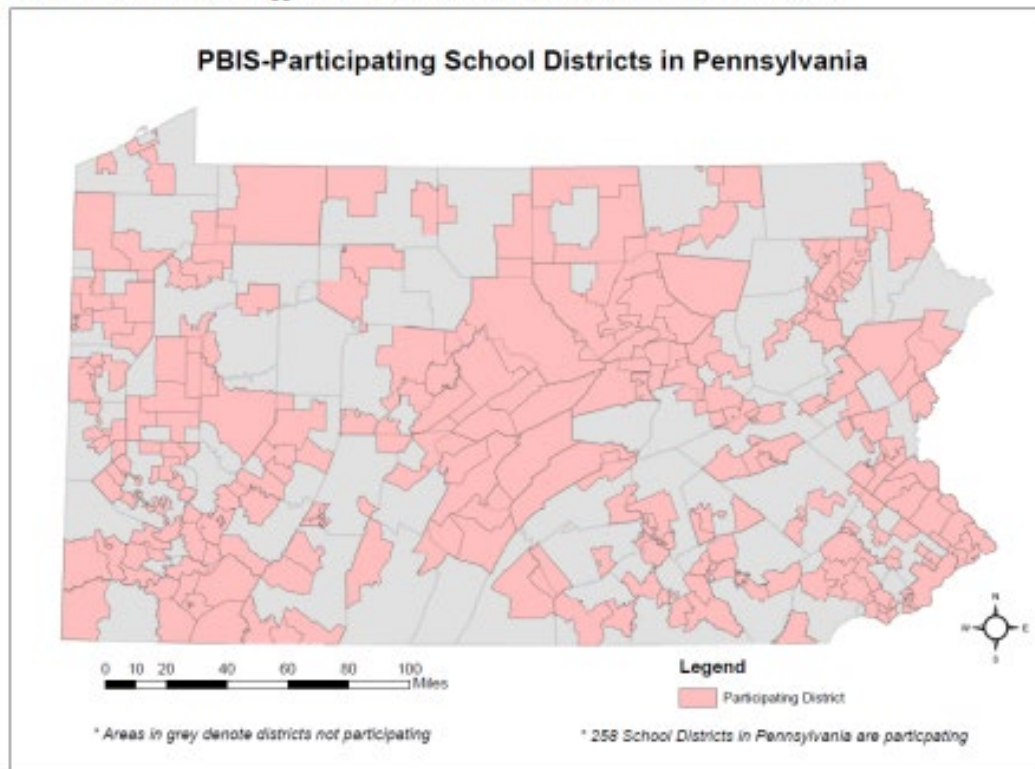 PBIS-Participating School Districts in Pennsylvania
N
W E
S
0 10 20 40 60 80 100
Miles
Legend
Participating District
* Areas in grey denote districts not participating
* 258 School Districts in Pennsylvania are particpating